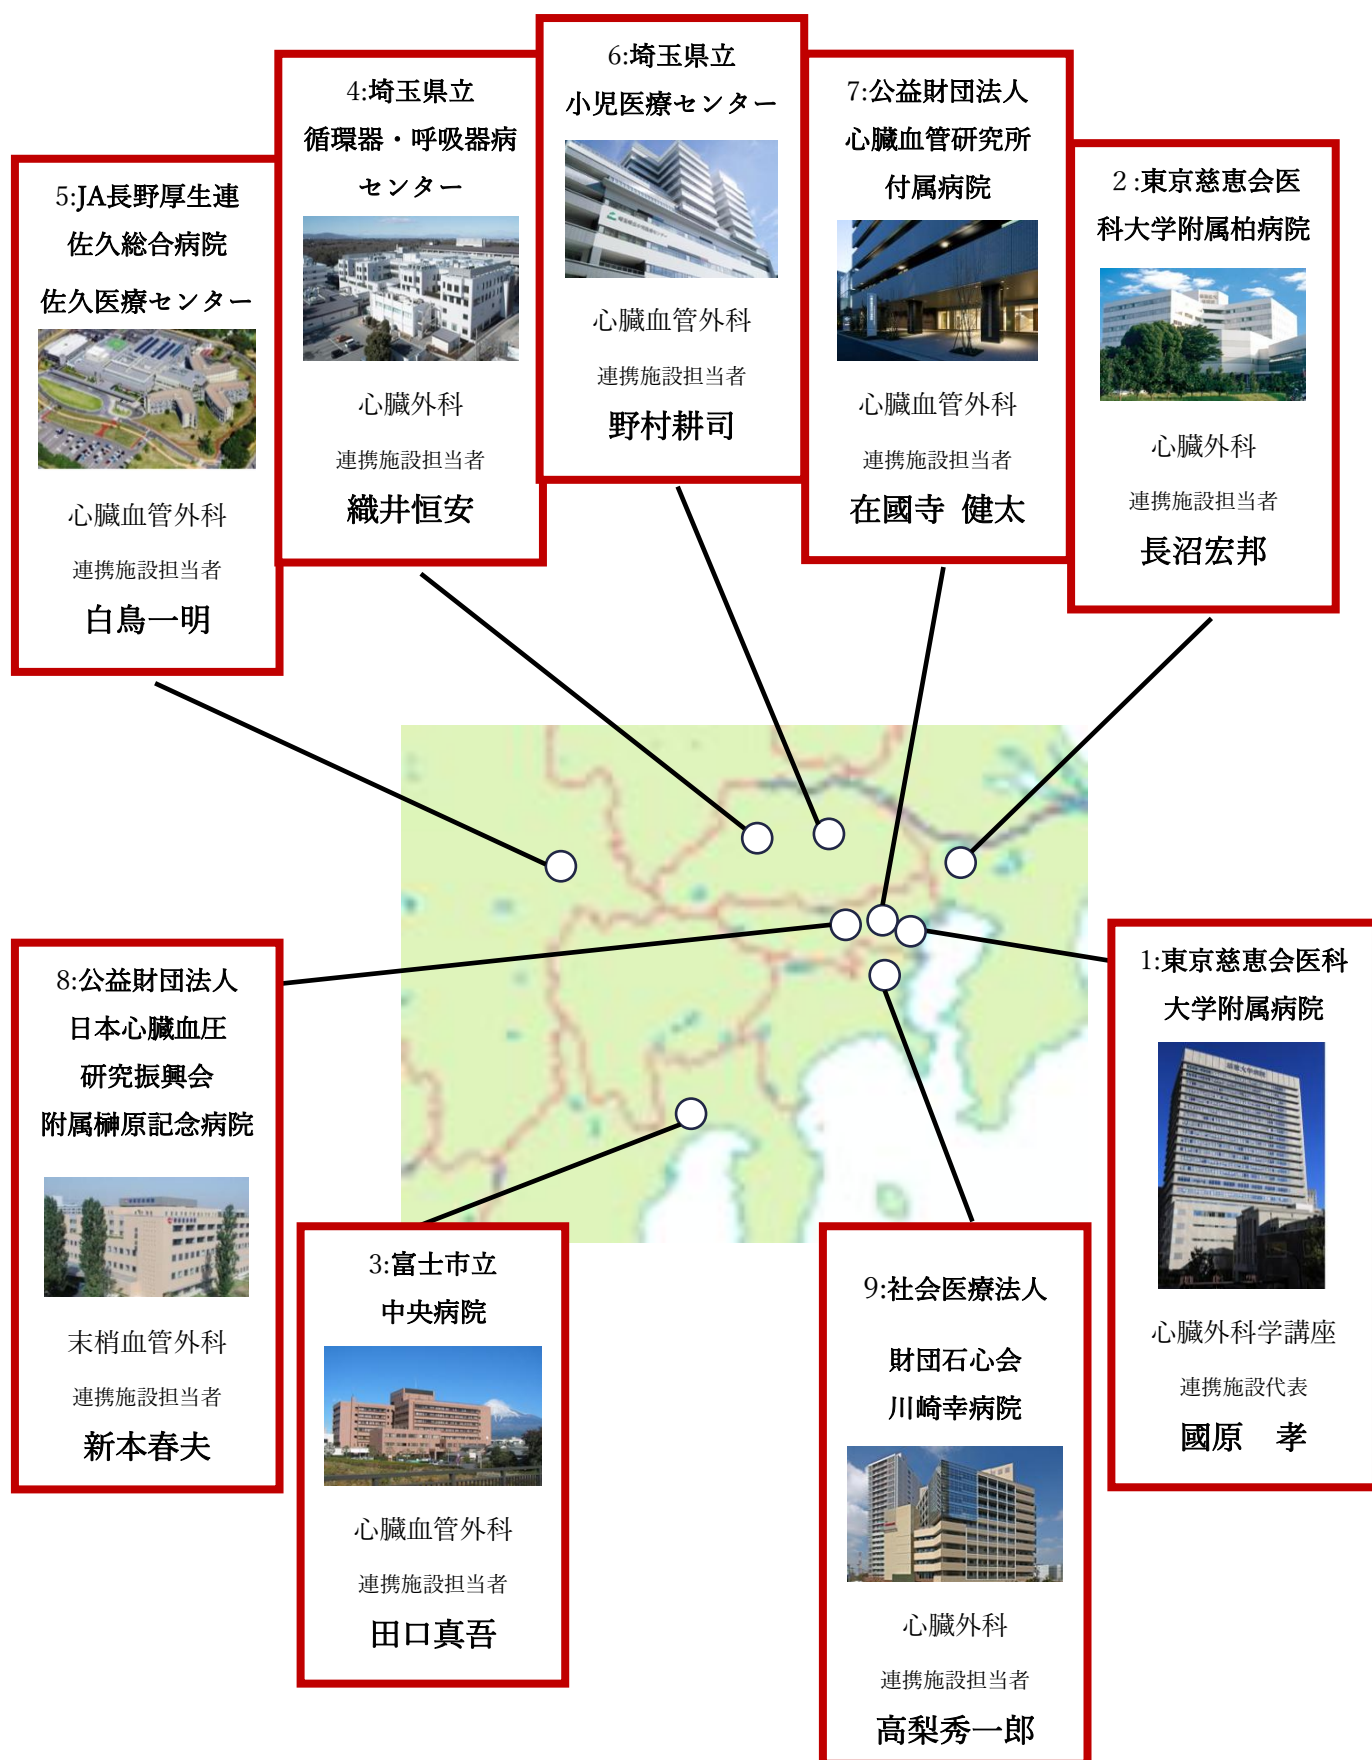 5:JA長野厚生連
佐久総合病院
佐久医療センター
心臓血管外科
連携施設担当者
白鳥一明
4:埼玉県立
循環器・呼吸器病
センター
心臓外科
連携施設担当者
織井恒安
6:埼玉県立
小児医療センター
心臓血管外科
連携施設担当者
野村耕司
7:公益財団法人
心臓血管研究所
付属病院
心臓血管外科
連携施設担当者
在國寺 健太
2:東京慈恵会医
科大学附属柏病院
心臓外科
連携施設担当者
長沼宏邦
8:公益財団法人
日本心臓血圧
研究振興会
附属榊原記念病院
末梢血管外科
連携施設担当者
新本春夫
3:富士市立
中央病院
心臓血管外科
連携施設担当者
田口真吾
9:社会医療法人
財団石心会
川崎幸病院
心臓外科
連携施設担当者
高梨秀一郎
1:東京慈恵会医科
大学附属病院
心臓外科学講座
連携施設代表
國原　孝